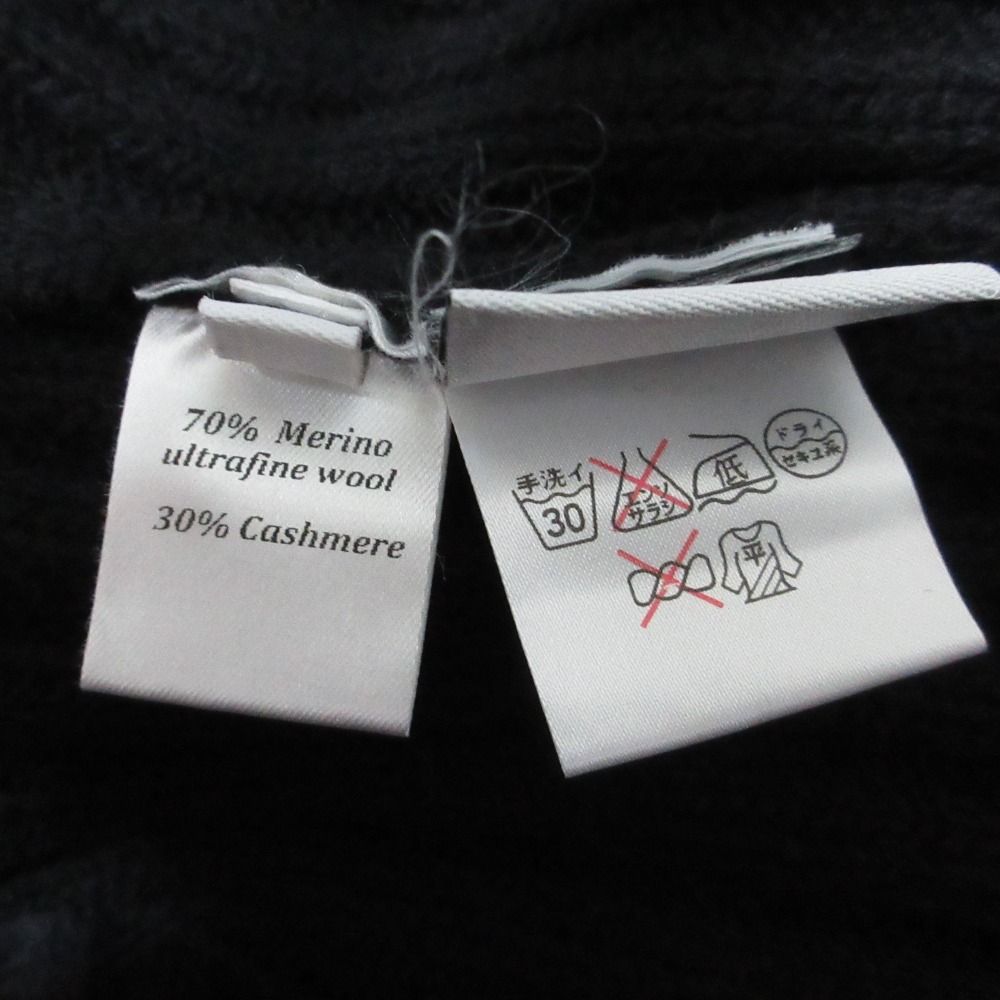 70% Merino
ultrafine wool
30% Cashmere
手洗イ
30
エンソ
サラシ
低
ドライ
セキユ系
平